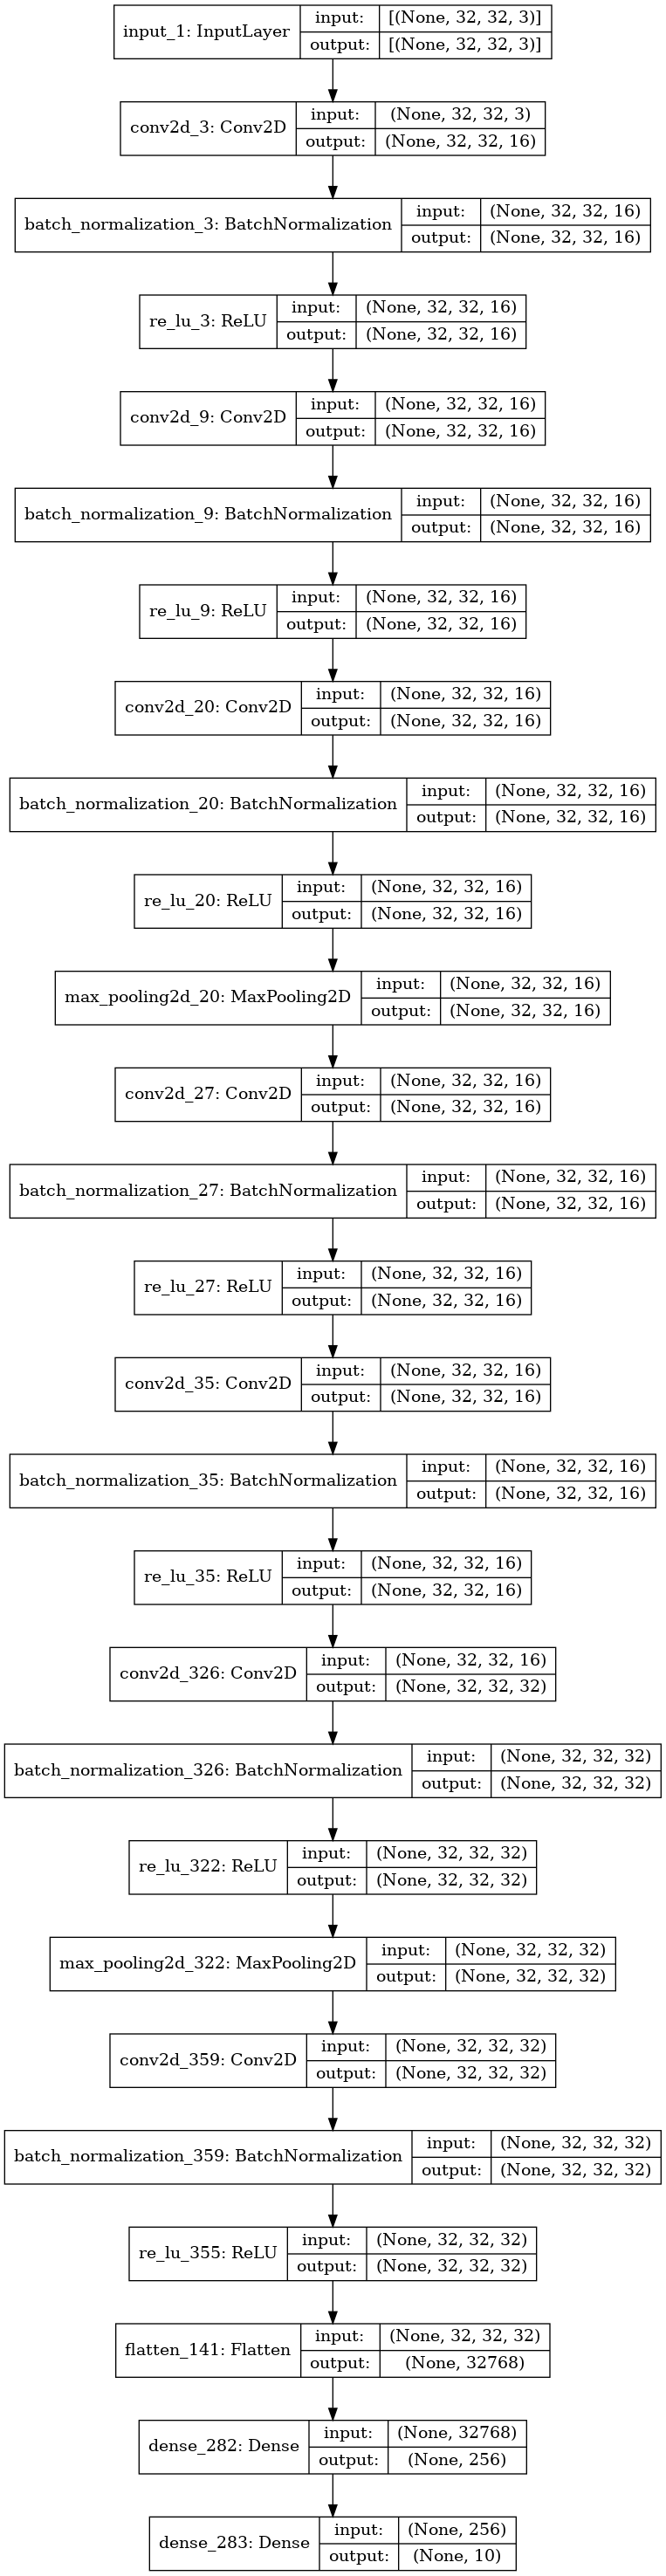 input_1: InputLayer
input: [(None, 32, 32, 3)]
output: [(None, 32, 32, 3)]
conv2d_3: Conv2D
input: (None, 32, 32, 3)
output: (None, 32, 32, 16)
batch_normalization_3: BatchNormalization
input: (None, 32, 32, 16)
output: (None, 32, 32, 16)
re_lu_3: ReLU
input: (None, 32, 32, 16)
output: (None, 32, 32, 16)
conv2d_9: Conv2D
input: (None, 32, 32, 16)
output: (None, 32, 32, 16)
batch_normalization_9: BatchNormalization
input: (None, 32, 32, 16)
output: (None, 32, 32, 16)
re_lu_9: ReLU
input: (None, 32, 32, 16)
output: (None, 32, 32, 16)
conv2d_20: Conv2D
input: (None, 32, 32, 16)
output: (None, 32, 32, 16)
batch_normalization_20: BatchNormalization
input: (None, 32, 32, 16)
output: (None, 32, 32, 16)
re_lu_20: ReLU
input: (None, 32, 32, 16)
output: (None, 32, 32, 16)
max_pooling2d_20: MaxPooling2D
input: (None, 32, 32, 16)
output: (None, 32, 32, 16)
conv2d_27: Conv2D
input: (None, 32, 32, 16)
output: (None, 32, 32, 16)
batch_normalization_27: BatchNormalization
input: (None, 32, 32, 16)
output: (None, 32, 32, 16)
re_lu_27: ReLU
input: (None, 32, 32, 16)
output: (None, 32, 32, 16)
conv2d_35: Conv2D
input: (None, 32, 32, 16)
output: (None, 32, 32, 16)
batch_normalization_35: BatchNormalization
input: (None, 32, 32, 16)
output: (None, 32, 32, 16)
re_lu_35: ReLU
input: (None, 32, 32, 16)
output: (None, 32, 32, 16)
conv2d_326: Conv2D
input: (None, 32, 32, 16)
output: (None, 32, 32, 32)
batch_normalization_326: BatchNormalization
input: (None, 32, 32, 32)
output: (None, 32, 32, 32)
re_lu_322: ReLU
input: (None, 32, 32, 32)
output: (None, 32, 32, 32)
max_pooling2d_322: MaxPooling2D
input: (None, 32, 32, 32)
output: (None, 32, 32, 32)
conv2d_359: Conv2D
input: (None, 32, 32, 32)
output: (None, 32, 32, 32)
batch_normalization_359: BatchNormalization
input: (None, 32, 32, 32)
output: (None, 32, 32, 32)
re_lu_355: ReLU
input: (None, 32, 32, 32)
output: (None, 32, 32, 32)
flatten_141: Flatten
input: (None, 32, 32, 32)
output: (None, 32768)
dense_282: Dense
input: (None, 32768)
output: (None, 256)
dense_283: Dense
input: (None, 256)
output: (None, 10)